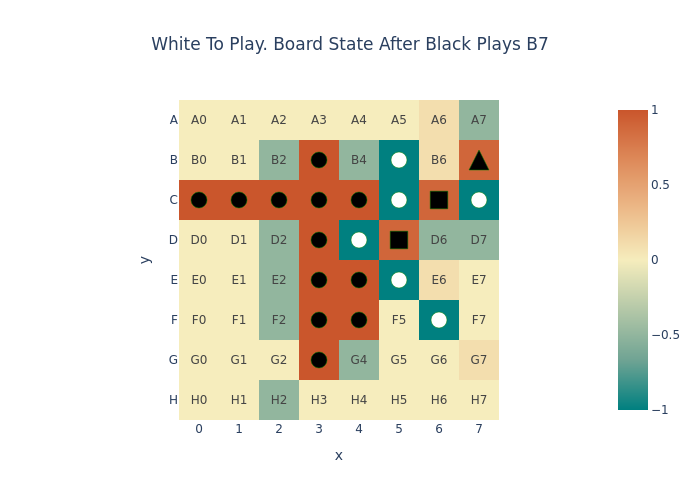 White To Play. Board State After Black Plays B7
A A0 A1 A2 A3 A4 A5 A6 A7
B B0 B1 B2 B4 B6
C
D D0 D1 D2 D6 D7
E E0 E1 E2 E6 E7
F F0 F1 F2 F5 F7
G G0 G1 G2 G4 G5 G6 G7
H H0 H1 H2 H3 H4 H5 H6 H7
0 1 2 3 4 5 6 7
x
y
1
0.5
0
−0.5
−1